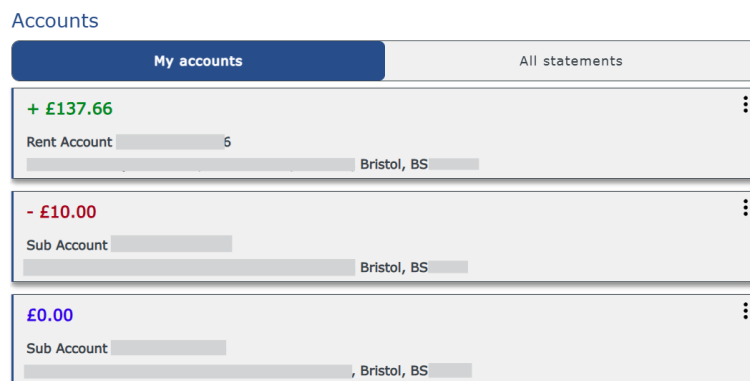 Accounts
My accounts
All statements
+ £137.66
Rent Account 6
Bristol, BS
- £10.00
Sub Account
Bristol, BS
£0.00
Sub Account
, Bristol, BS